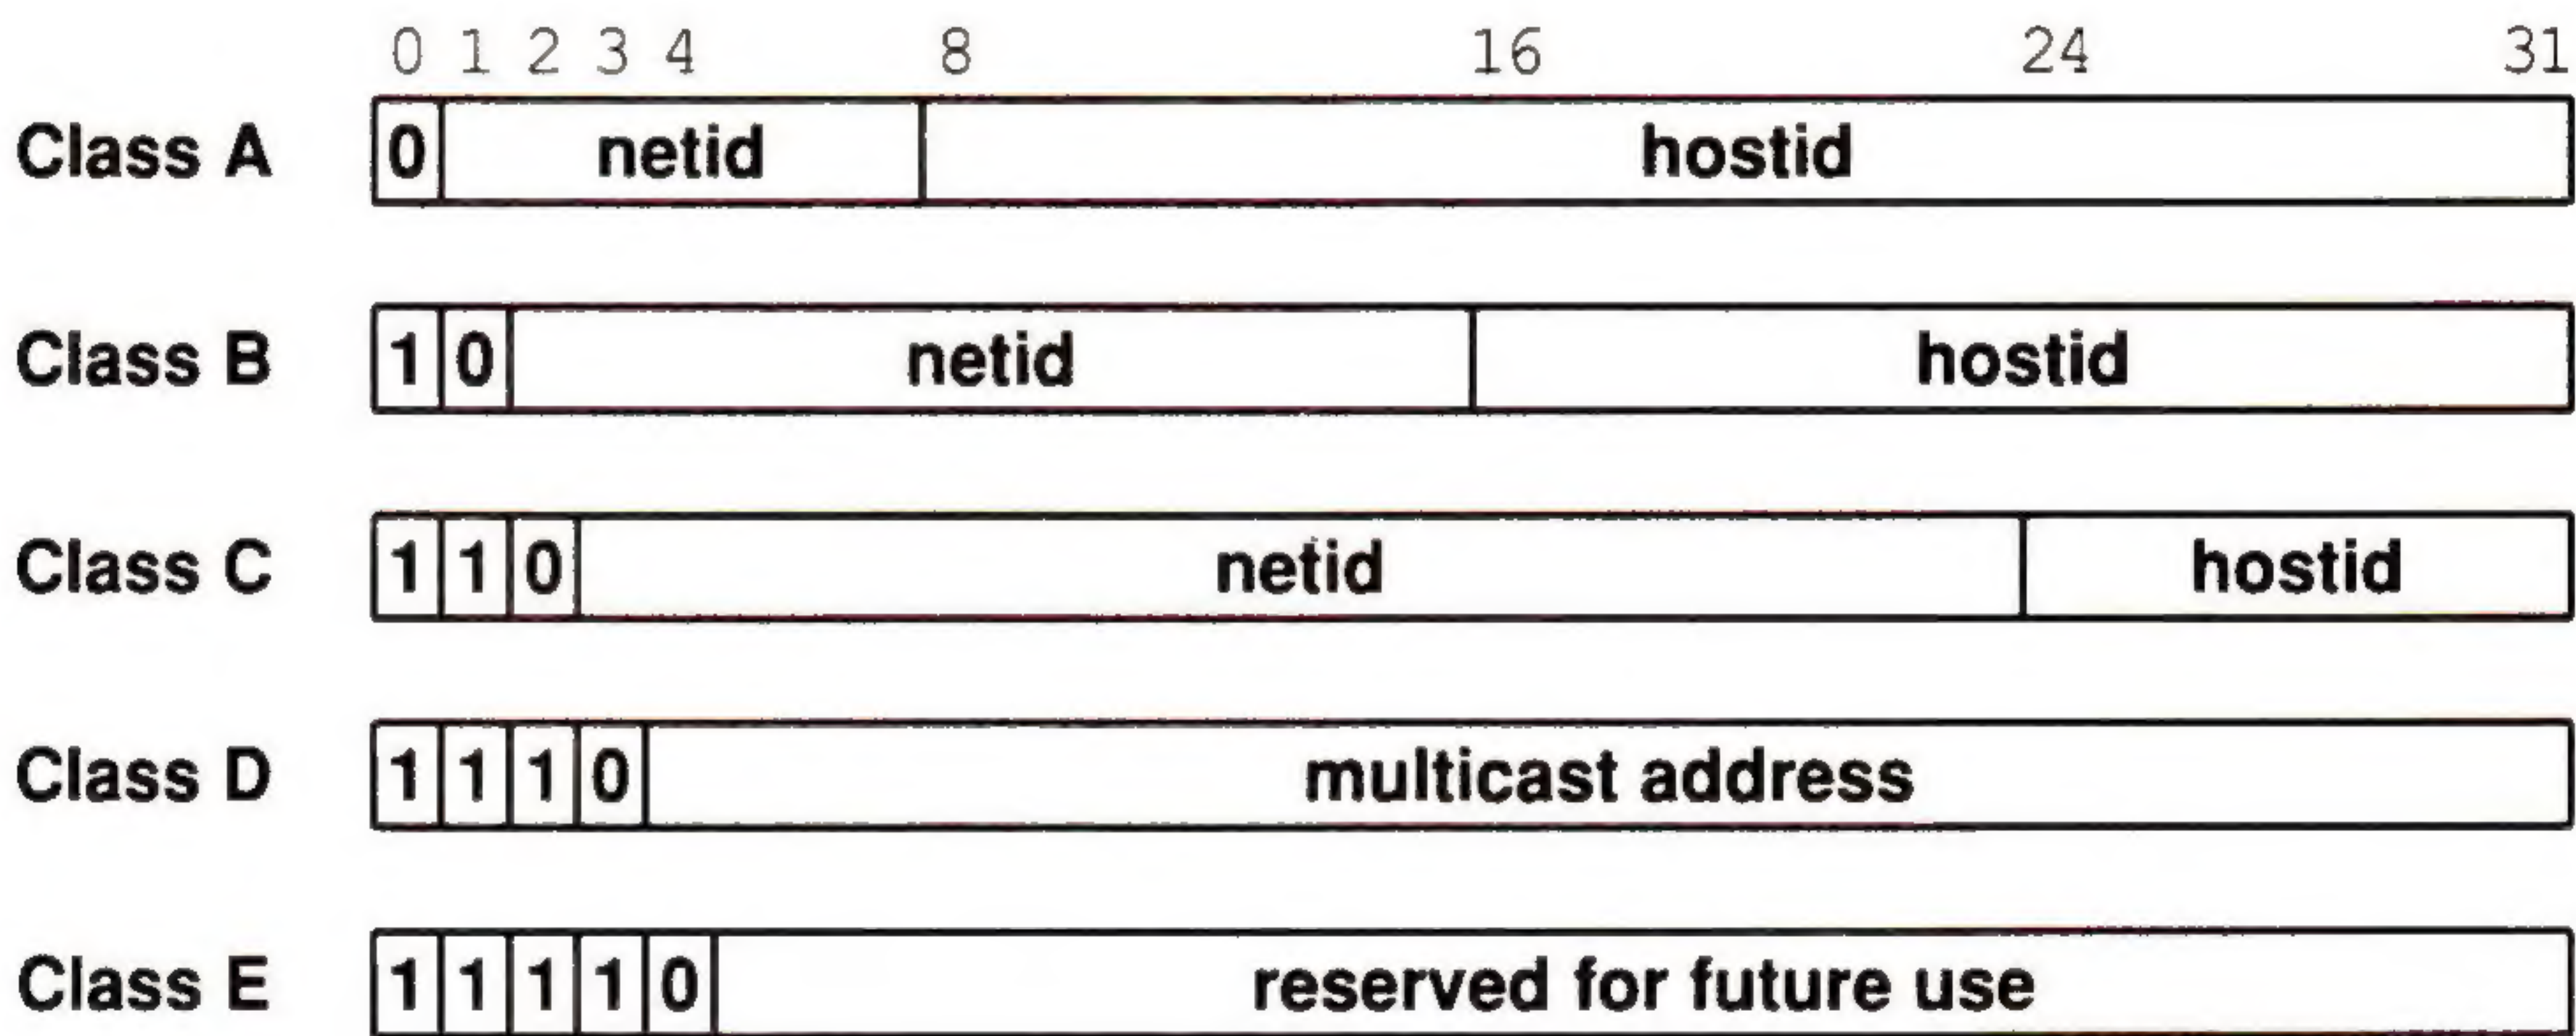 0 1 2 3 4 8 16 24 31
Class A 0 netid hostid
Class B 1 0 netid hostid
Class C 1 1 0 netid hostid
Class D 1 1 1 0 multicast address
Class E 1 1 1 1 0 reserved for future use